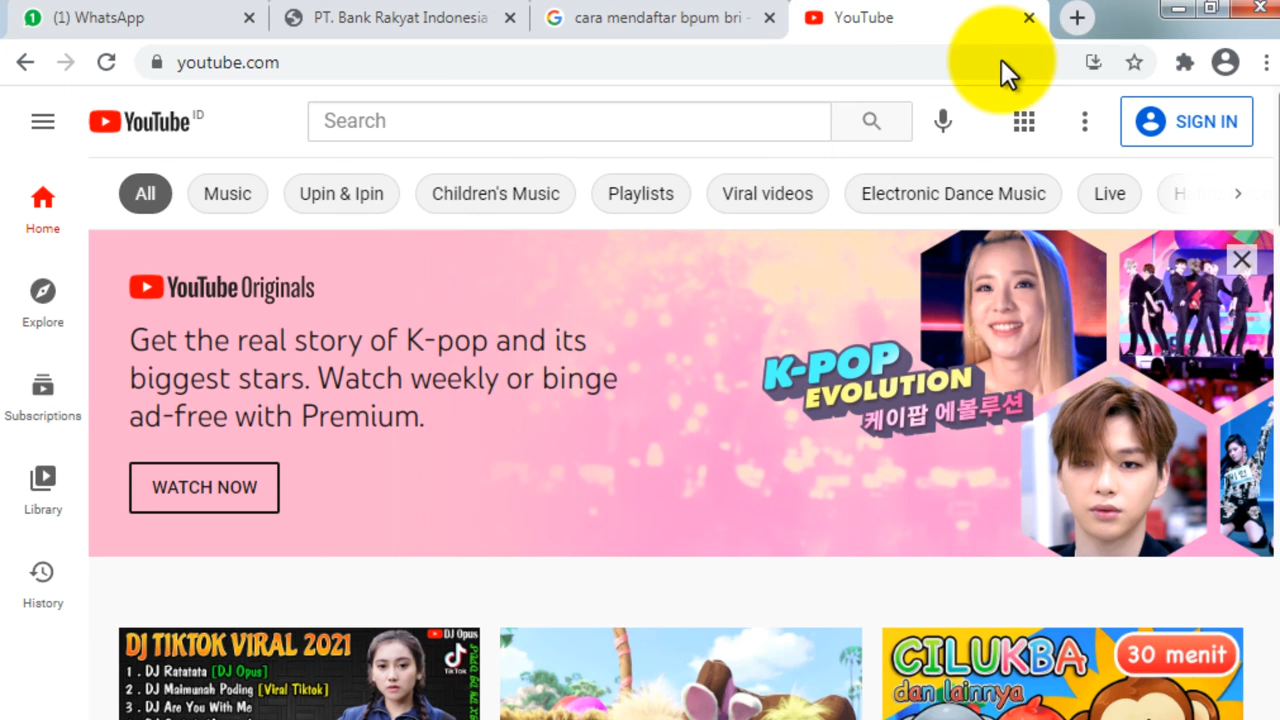 (1) WhatsApp
PT. Bank Rakyat Indonesia
cara mendaftar bpum bri -
YouTube
youtube.com
YouTube ID
Search
SIGN IN
All
Music
Upin & Ipin
Children's Music
Playlists
Viral videos
Electronic Dance Music
Live
Home
Explore
Subscriptions
Library
History
YouTube Originals
Get the real story of K-pop and its
biggest stars. Watch weekly or binge
ad-free with Premium.
WATCH NOW
K-POP
EVOLUTION
케이팝 에볼루션
DJ TIKTOK VIRAL 2021
1 . DJ Ratatata [DJ Opus]
2 . DJ Maimunah Poding [Viral Tiktok]
3 . DJ Are You With Me
DJ Opus
TikTok
CILUKBA
dan lainnya
30 menit